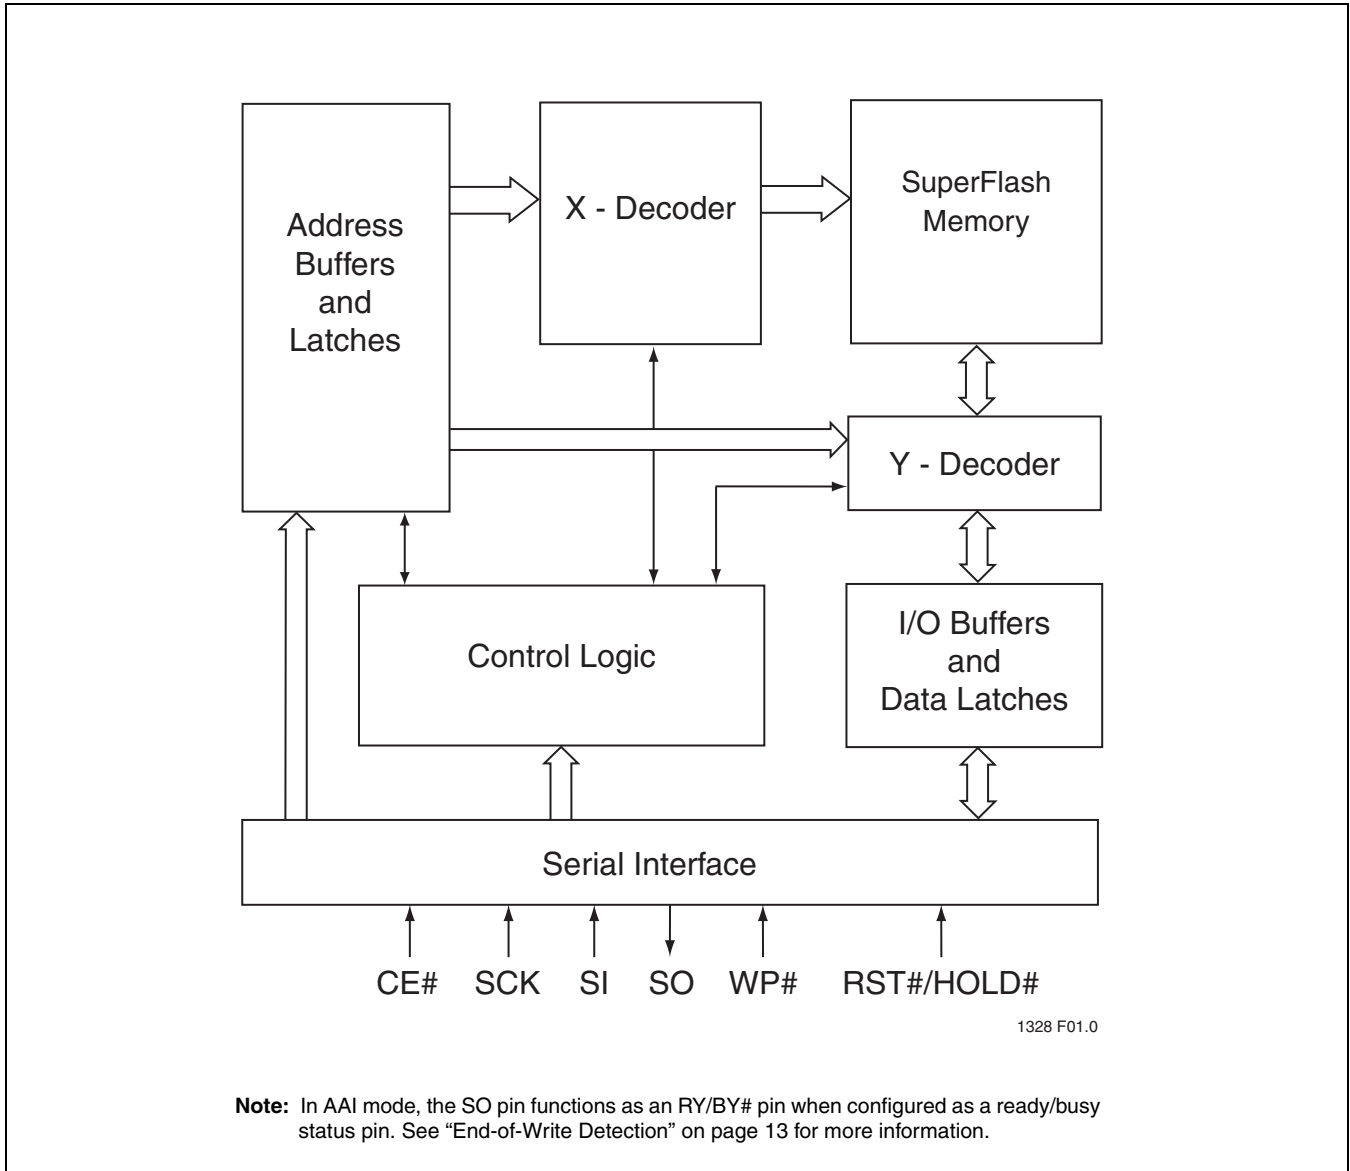 Address
Buffers
and
Latches
X - Decoder
SuperFlash
Memory
Y - Decoder
Control Logic
I/O Buffers
and
Data Latches
Serial Interface
CE# SCK SI SO WP# RST#/HOLD#
1328 F01.0
Note: In AAI mode, the SO pin functions as an RY/BY# pin when configured as a ready/busy
status pin. See “End-of-Write Detection” on page 13 for more information.